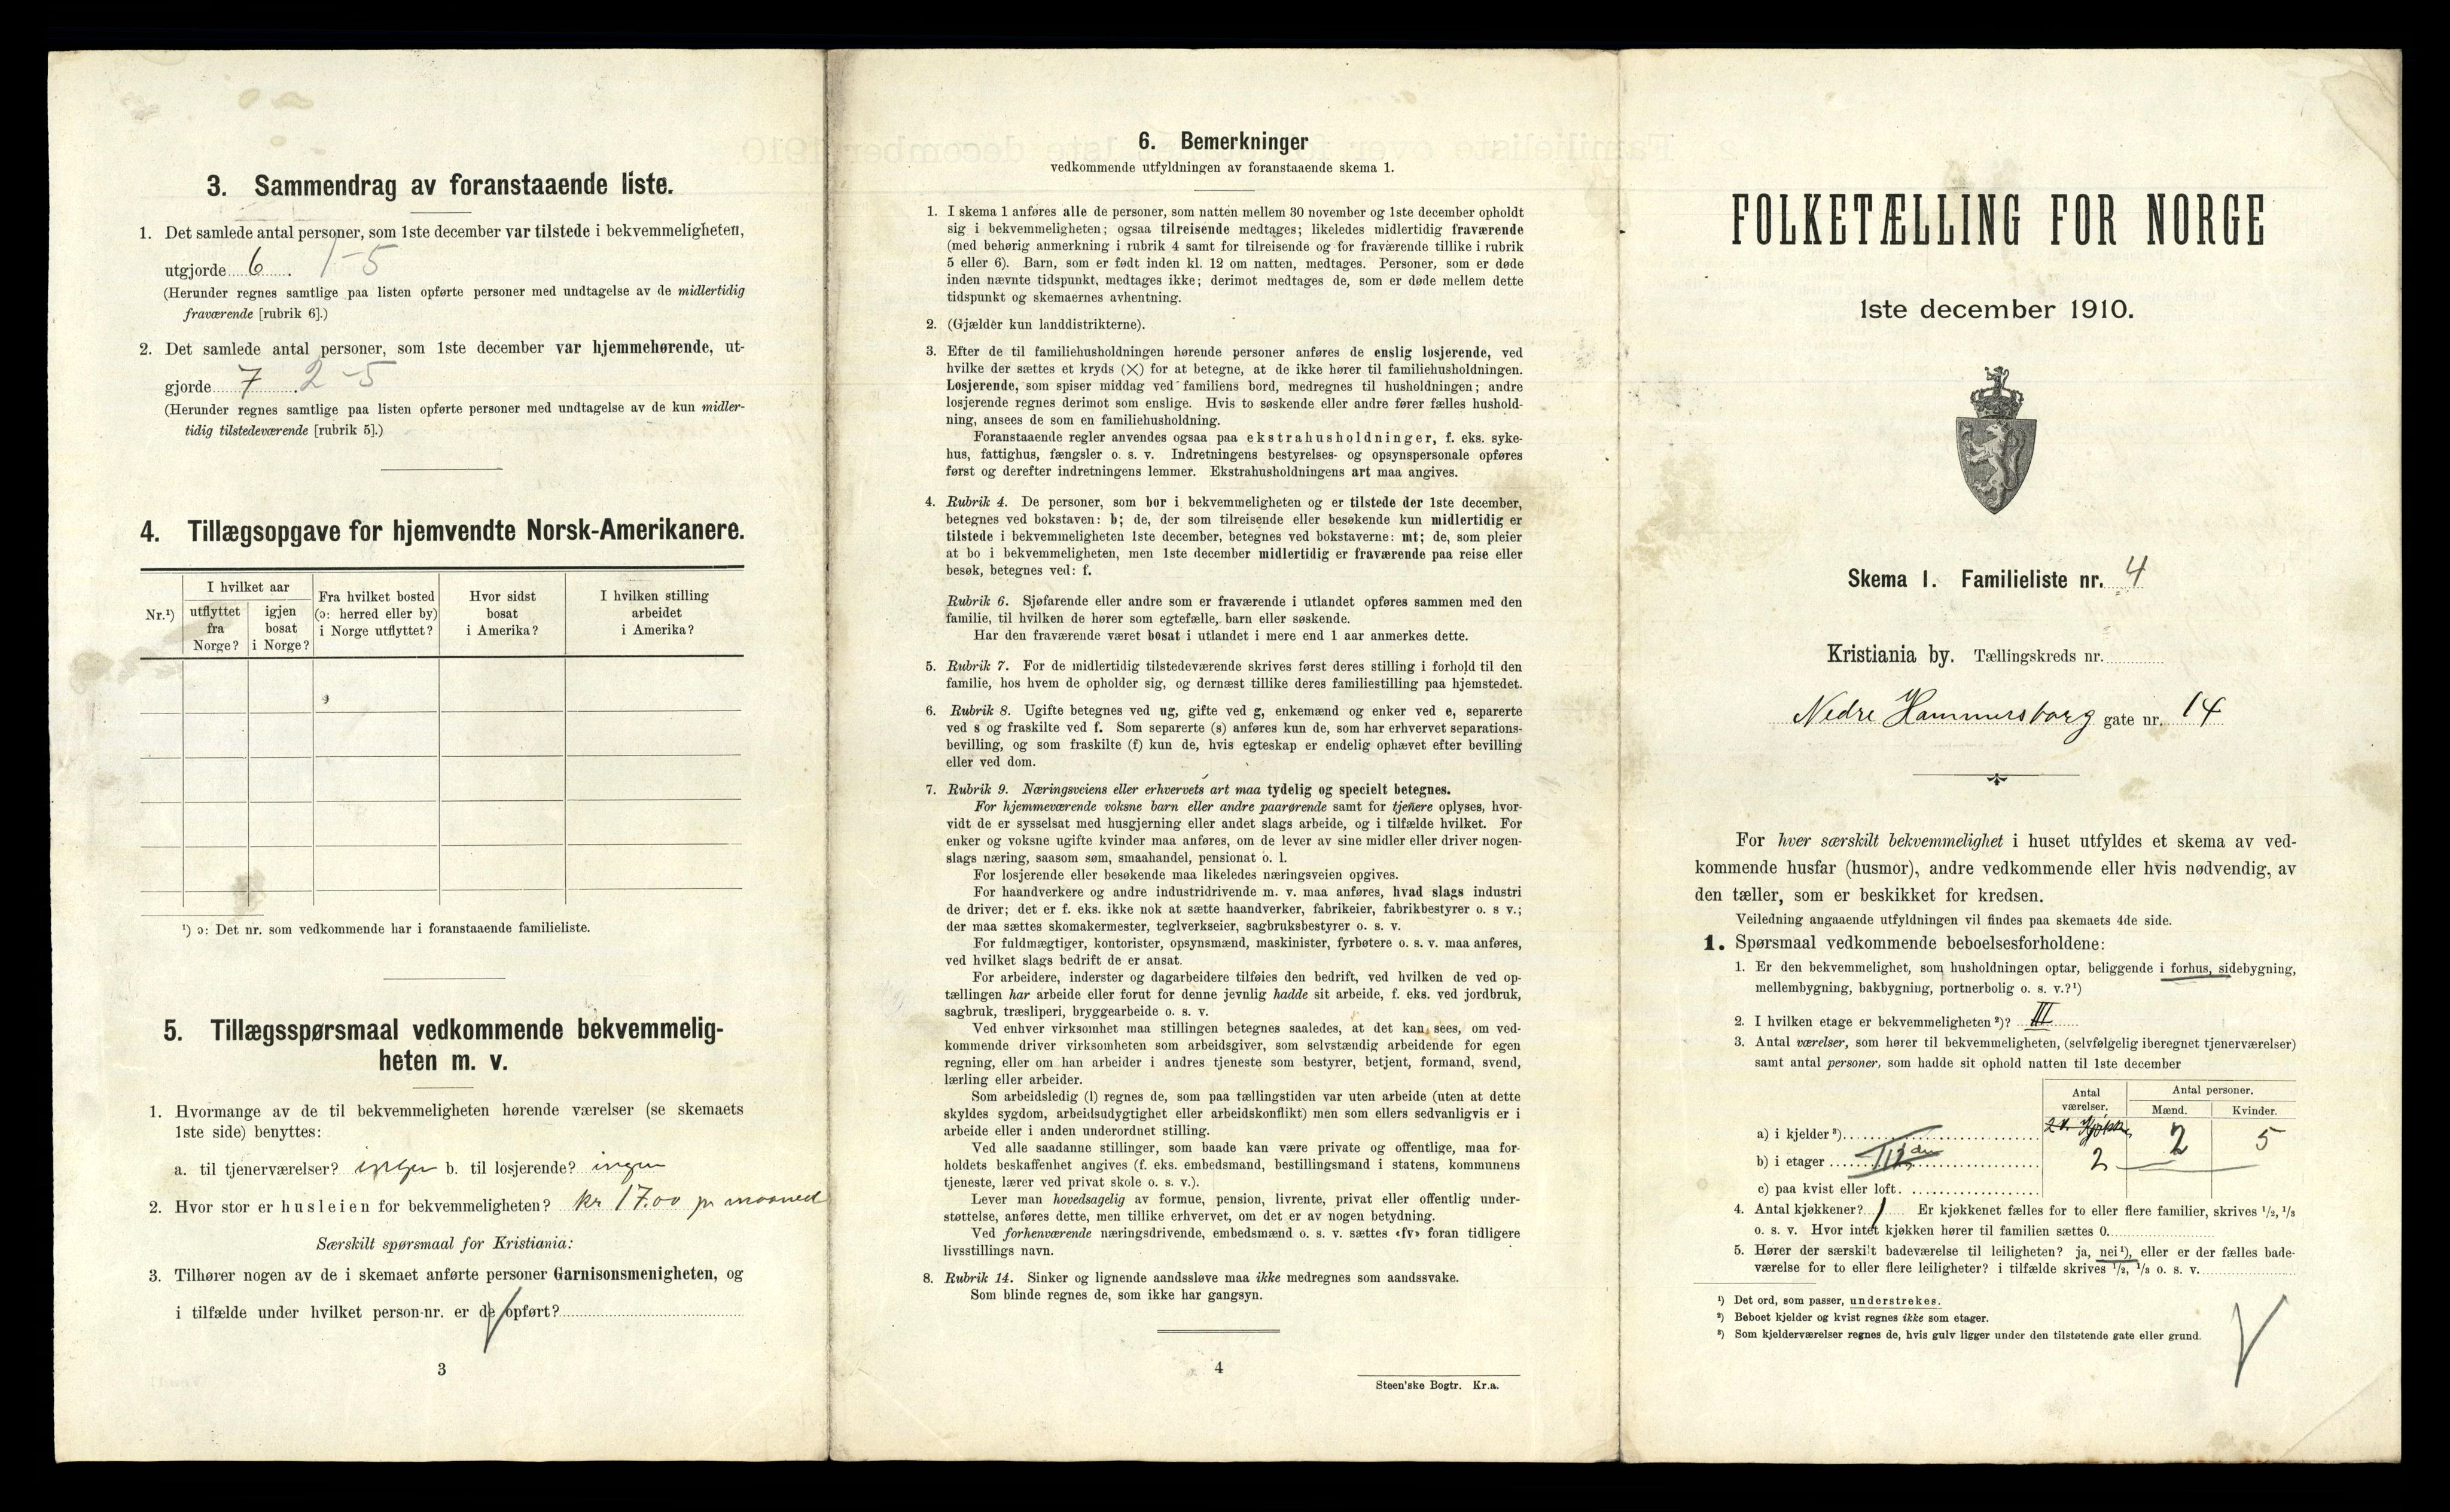 3. Sammendrag av foranstaaende liste.
1. Det samlede antal personer, som 1ste december var tilstede i bekvemmeligheten,
utgjorde 6. 1-5
(Herunder regnes samtlige paa listen opførte personer med undtagelse av de midlertidig
fraværende [rubrik 6].)
2. Det samlede antal personer, som 1ste december var hjemmehørende, ut-
gjorde 7. 2-5
(Herunder regnes samtlige paa listen opførte personer med undtagelse av de kun midler-
tidig tilstedeværende [rubrik 5].)
4. Tillægsopgave for hjemvendte Norsk-Amerikanere.
Nr.¹)
I hvilket aar
utflyttet
fra
Norge?
igjen
bosat
i Norge?
Fra hvilket bosted
(ɔ: herred eller by)
i Norge utflyttet?
Hvor sidst
bosat
i Amerika?
I hvilken stilling
arbeidet
i Amerika?
¹) ɔ: Det nr. som vedkommende har i foranstaaende familieliste.
5. Tillægsspørsmaal vedkommende bekvemmelig-
heten m. v.
1. Hvormange av de til bekvemmeligheten hørende værelser (se skemaets
1ste side) benyttes:
a. til tjenerværelser? ingen b. til losjerende? ingen
2. Hvor stor er husleien for bekvemmeligheten? kr 17.00 pr maaned
Særskilt spørsmaal for Kristiania:
3. Tilhører nogen av de i skemaet anførte personer Garnisonsmenigheten, og
i tilfælde under hvilket person-nr. er de opført?
3
6. Bemerkninger
vedkommende utfyldningen av foranstaaende skema 1.
1. I skema 1 anføres alle de personer, som natten mellem 30 november og 1ste december opholdt
sig i bekvemmeligheten; ogsaa tilreisende medtages; likeledes midlertidig fraværende
(med behørig anmerkning i rubrik 4 samt for tilreisende og for fraværende tillike i rubrik
5 eller 6). Barn, som er født inden kl. 12 om natten, medtages. Personer, som er døde
inden nævnte tidspunkt, medtages ikke; derimot medtages de, som er døde mellem dette
tidspunkt og skemaernes avhentning.
2. (Gjælder kun landdistrikterne).
3. Efter de til familiehusholdningen hørende personer anføres de enslig losjerende, ved
hvilke der sættes et kryds (×) for at betegne, at de ikke hører til familiehusholdningen.
Losjerende, som spiser middag ved familiens bord, medregnes til husholdningen; andre
losjerende regnes derimot som enslige. Hvis to søskende eller andre fører fælles hushold-
ning, ansees de som en familiehusholdning.
Foranstaaende regler anvendes ogsaa paa ekstrahusholdninger, f. eks. syke-
hus, fattighus, fængsler o. s. v. Indretningens bestyrelses- og opsynspersonale opføres
først og derefter indretningens lemmer. Ekstrahusholdningens art maa angives.
4. Rubrik 4. De personer, som bor i bekvemmeligheten og er tilstede der 1ste december,
betegnes ved bokstaven: b; de, der som tilreisende eller besøkende kun midlertidig er
tilstede i bekvemmeligheten 1ste december, betegnes ved bokstaverne: mt; de, som pleier
at bo i bekvemmeligheten, men 1ste december midlertidig er fraværende paa reise eller
besøk, betegnes ved: f.
Rubrik 6. Sjøfarende eller andre som er fraværende i utlandet opføres sammen med den
familie, til hvilken de hører som egtefælle, barn eller søskende.
Har den fraværende været bosat i utlandet i mere end 1 aar anmerkes dette.
5. Rubrik 7. For de midlertidig tilstedeværende skrives først deres stilling i forhold til den
familie, hos hvem de opholder sig, og dernæst tillike deres familiestilling paa hjemstedet.
6. Rubrik 8. Ugifte betegnes ved ug, gifte ved g, enkemænd og enker ved e, separerte
ved s og fraskilte ved f. Som separerte (s) anføres kun de, som har erhvervet separations-
bevilling, og som fraskilte (f) kun de, hvis egteskap er endelig ophævet efter bevilling
eller ved dom.
7. Rubrik 9. Næringsveiens eller erhvervets art maa tydelig og specielt betegnes.
For hjemmeværende voksne barn eller andre paarørende samt for tjenere oplyses, hvor-
vidt de er sysselsat med husgjerning eller andet slags arbeide, og i tilfælde hvilket. For
enker og voksne ugifte kvinder maa anføres, om de lever av sine midler eller driver nogen-
slags næring, saasom søm, smaahandel, pensionat o. l.
For losjerende eller besøkende maa likeledes næringsveien opgives.
For haandverkere og andre industridrivende m. v. maa anføres, hvad slags industri
de driver; det er f. eks. ikke nok at sætte haandverker, fabrikeier, fabrikbestyrer o. s v.;
der maa sættes skomakermester, teglverkseier, sagbruksbestyrer o. s. v.
For fuldmægtiger, kontorister, opsynsmænd, maskinister, fyrbøtere o. s. v. maa anføres,
ved hvilket slags bedrift de er ansat.
For arbeidere, inderster og dagarbeidere tilføies den bedrift, ved hvilken de ved op-
tællingen har arbeide eller forut for denne jevnlig hadde sit arbeide, f. eks. ved jordbruk,
sagbruk, træsliperi, bryggearbeide o. s. v.
Ved enhver virksomhet maa stillingen betegnes saaledes, at det kan sees, om ved-
kommende driver virksomheten som arbeidsgiver, som selvstændig arbeidende for egen
regning, eller om han arbeider i andres tjeneste som bestyrer, betjent, formand, svend,
lærling eller arbeider.
Som arbeidsledig (l) regnes de, som paa tællingstiden var uten arbeide (uten at dette
skyldes sygdom, arbeidsudygtighet eller arbeidskonflikt) men som ellers sedvanligvis er i
arbeide eller i anden underordnet stilling.
Ved alle saadanne stillinger, som baade kan være private og offentlige, maa for-
holdets beskaffenhet angives (f. eks. embedsmand, bestillingsmand i statens, kommunens
tjeneste, lærer ved privat skole o. s. v.).
Lever man hovedsagelig av formue, pension, livrente, privat eller offentlig under-
støttelse, anføres dette, men tillike erhvervet, om det er av nogen betydning.
Ved forhenværende næringsdrivende, embedsmænd o. s. v. sættes «fv» foran tidligere
livsstillings navn.
8. Rubrik 14. Sinker og lignende aandssløve maa ikke medregnes som aandssvake.
Som blinde regnes de, som ikke har gangsyn.
4
Steen'ske Bogtr. Kr.a.
FOLKETÆLLING FOR NORGE
1ste december 1910.
Skema 1. Familieliste nr. 4
Kristiania by. Tællingskreds nr.
Nedre Hammersborg gate nr. 14
For hver særskilt bekvemmelighet i huset utfyldes et skema av ved-
kommende husfar (husmor), andre vedkommende eller hvis nødvendig, av
den tæller, som er beskikket for kredsen.
Veiledning angaaende utfyldningen vil findes paa skemaets 4de side.
1. Spørsmaal vedkommende beboelsesforholdene:
1. Er den bekvemmelighet, som husholdningen optar, beliggende i forhus, sidebygning,
mellembygning, bakbygning, portnerbolig o. s. v.?¹)
2. I hvilken etage er bekvemmeligheten ²)? III
3. Antal værelser, som hører til bekvemmeligheten, (selvfølgelig iberegnet tjenerværelser)
samt antal personer, som hadde sit ophold natten til 1ste december
Antal
værelser.
Antal personer.
Mænd. Kvinder.
a) i kjelder ³) 2 5
b) i etager 2
c) paa kvist eller loft.
4. Antal kjøkkener? 1 Er kjøkkenet fælles for to eller flere familier, skrives ¹/₂, ¹/₃
o. s. v. Hvor intet kjøkken hører til familien sættes 0.
5. Hører der særskilt badeværelse til leiligheten? ja, nei ¹), eller er der fælles bade-
værelse for to eller flere leiligheter? i tilfælde skrives ¹/₂, ¹/₃ o. s. v.
¹) Det ord, som passer, understrekes.
²) Beboet kjelder og kvist regnes ikke som etager.
³) Som kjelderværelser regnes de, hvis gulv ligger under den tilstøtende gate eller grund.